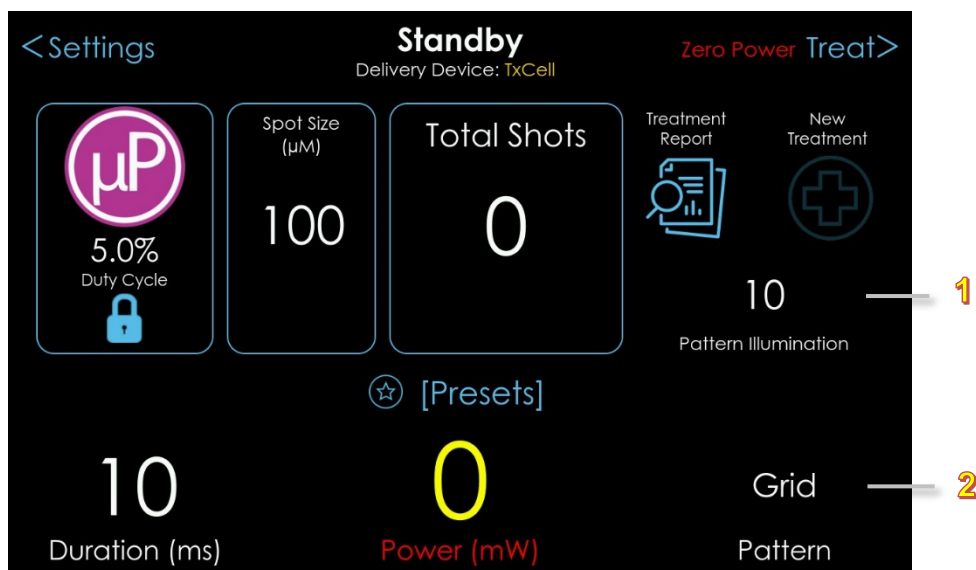 <Settings
Standby
Delivery Device: TxCell
Zero Power Treat>
µP
5.0%
Duty Cycle
Spot Size
(µM)
100
Total Shots
0
Treatment
Report
New
Treatment
10
Pattern Illumination
1
[Presets]
10
Duration (ms)
0
Power (mW)
Grid
Pattern
2